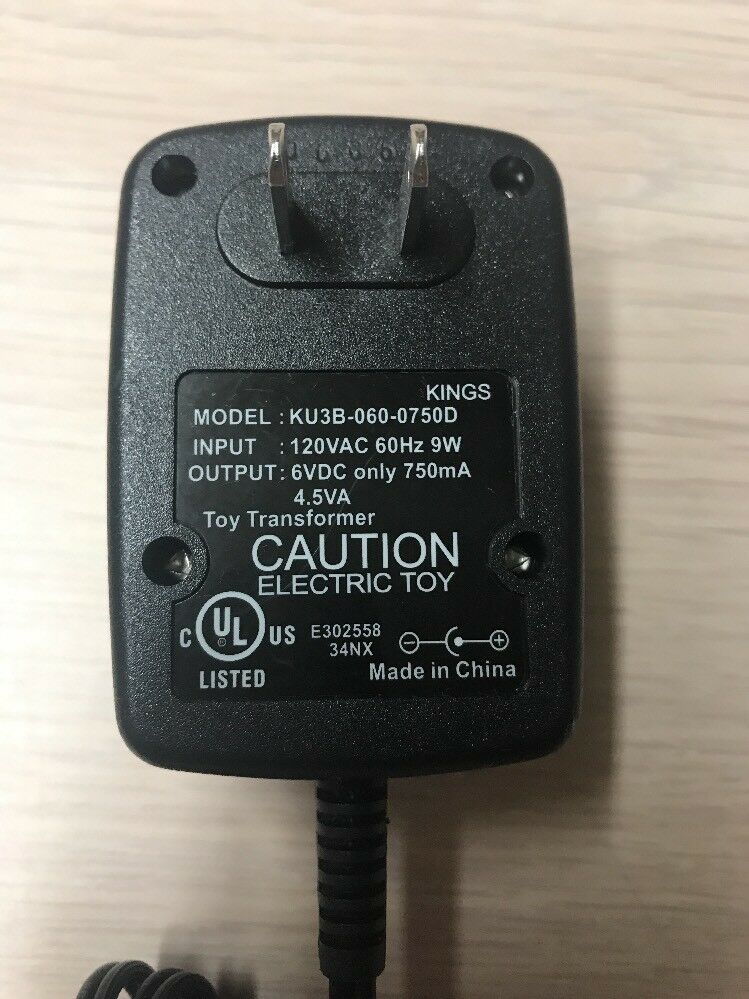 KINGS
MODEL : KU3B-060-0750D
INPUT : 120VAC 60Hz 9W
OUTPUT: 6VDC only 750mA
4.5VA
Toy Transformer
CAUTION
ELECTRIC TOY
C UL ® US
LISTED
E302558
34NX
Made in China